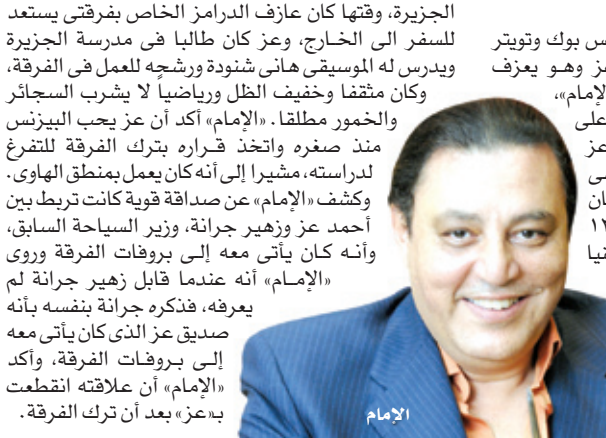 الجزيرة، وقتها كان عازف الدرامز الخاص بفرقتى يستعد
للسفر الى الخارج، وعز كان طالبا فى مدرسة الجزيرة
ويدرس له الموسيقى هانى شنودة ورشحه للعمل فى الفرقة،
وكان مثقفا وخفيف الظل ورياضياً لا يشرب السجائر
والخمور مطلقا. «الإمام» أكد أن عز يحب البيزنس
منذ صغره واتخذ قراره بترك الفرقة للتفرغ
لدراسته، مشيرا إلى أنه كان يعمل بمنطق الهاوى.
وكشف «الإمام» عن صداقة قوية كانت تربط بين
أحمد عز وزهير جرانة، وزير السياحة السابق،
وأنه كان يأتى معه إلى بروفات الفرقة وروى
«الإمام» أنه عندما قابل زهير جرانة لم
يعرفه، فذكره جرانة بنفسه بأنه
صديق عز الذى كان يأتى معه
إلى بروفات الفرقة، وأكد
«الإمام» أن علاقته انقطعت
بـ«عز» بعد أن ترك الفرقة.
بوك وتويتر
وهو يعزف
لإمام»،
على
عز
١٢
الإمام